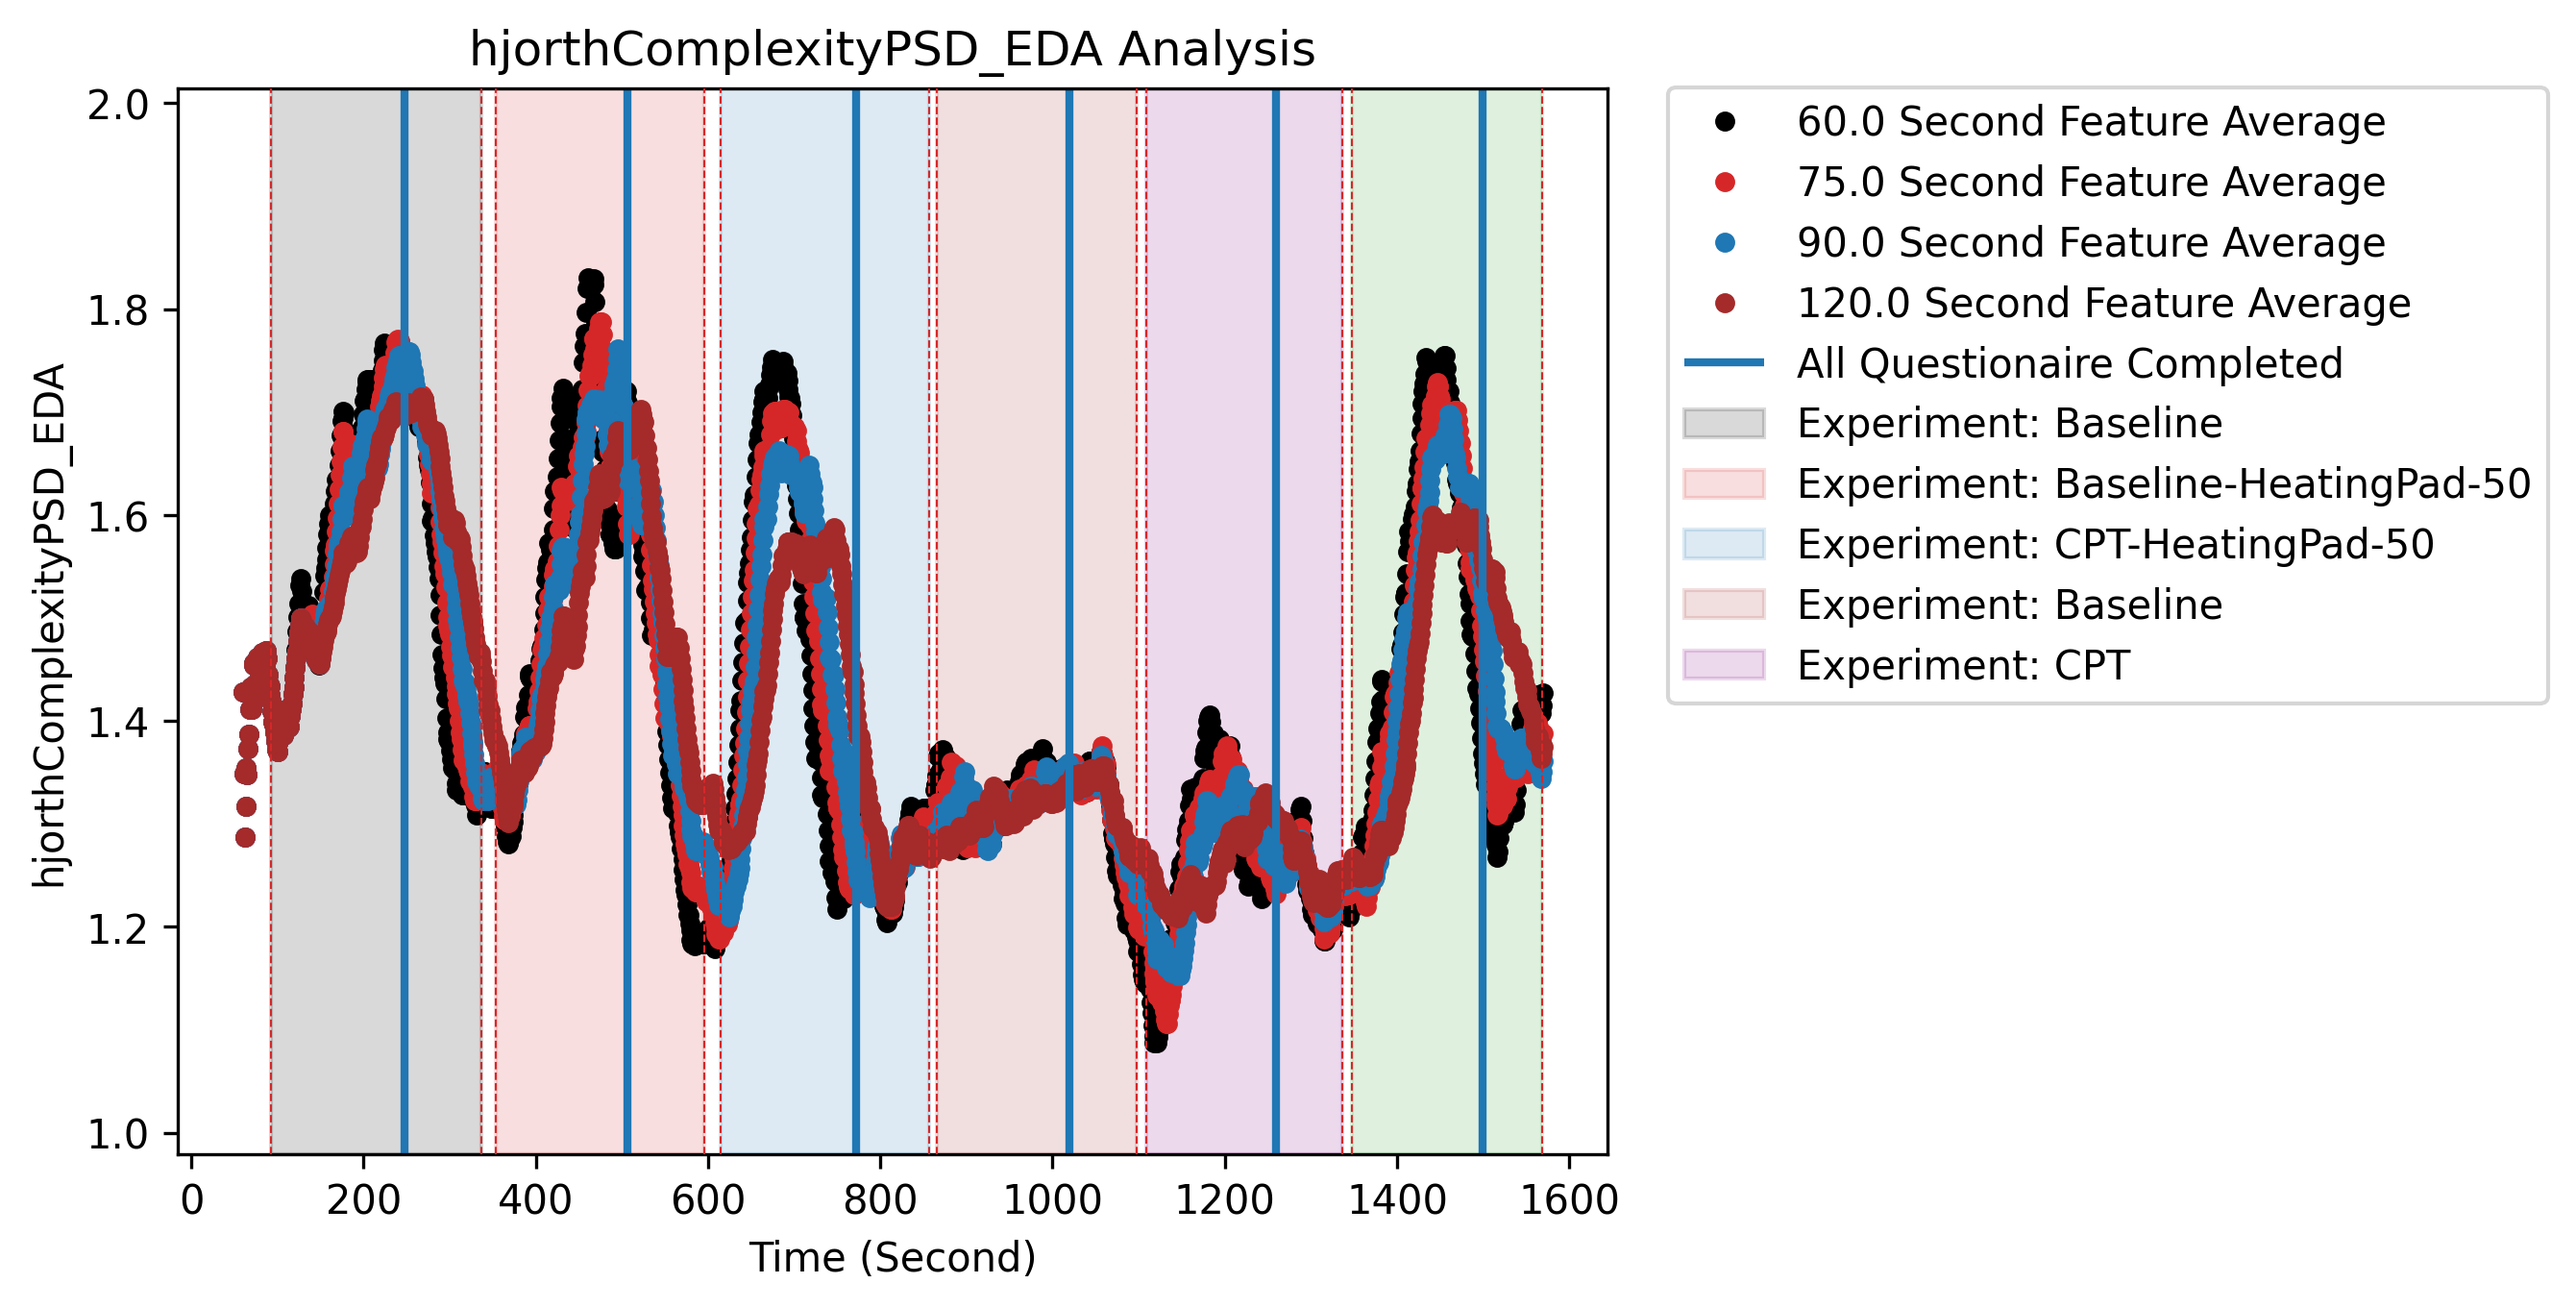 hjorthComplexityPSD_EDA Analysis
hjorthComplexityPSD_EDA
2.0
1.8
1.6
1.4
1.2
1.0
0 200 400 600 800 1000 1200 1400 1600
Time (Second)
60.0 Second Feature Average
75.0 Second Feature Average
90.0 Second Feature Average
120.0 Second Feature Average
All Questionaire Completed
Experiment: Baseline
Experiment: Baseline-HeatingPad-50
Experiment: CPT-HeatingPad-50
Experiment: Baseline
Experiment: CPT